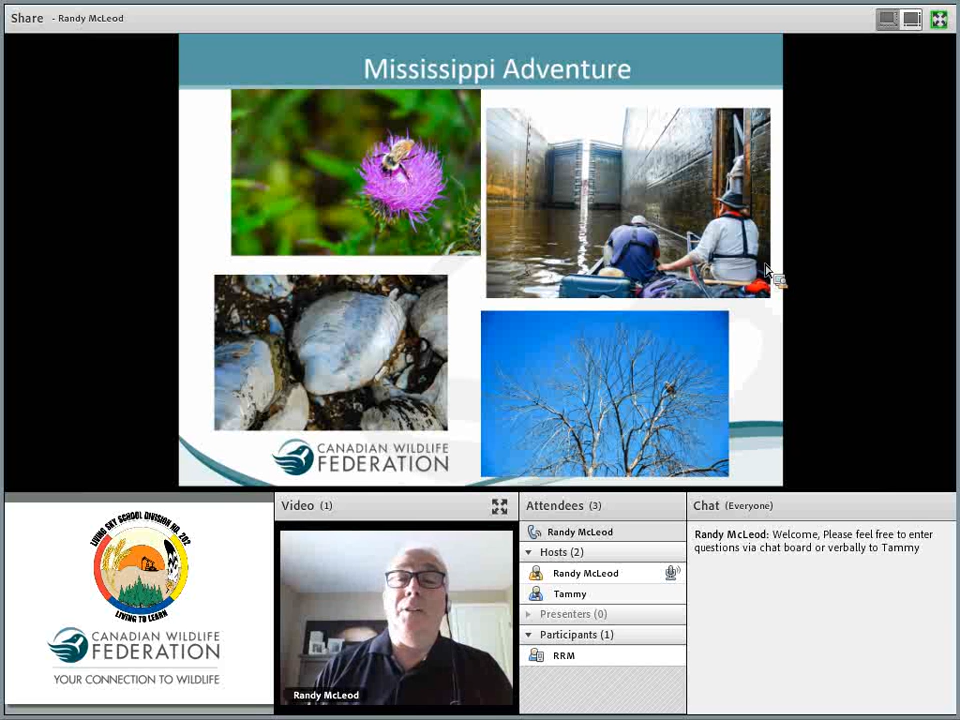 Share - Randy McLeod
Mississippi Adventure
CANADIAN WILDLIFE
FEDERATION
LIVING SKY SCHOOL DIVISION NO. 202
LIVING TO LEARN
CANADIAN WILDLIFE
FEDERATION
YOUR CONNECTION TO WILDLIFE
Video (1)
Randy McLeod
Attendees (3)
Randy McLeod
Hosts (2)
Randy McLeod
Tammy
Presenters (0)
Participants (1)
RRM
Chat (Everyone)
Randy McLeod: Welcome, Please feel free to enter
questions via chat board or verbally to Tammy